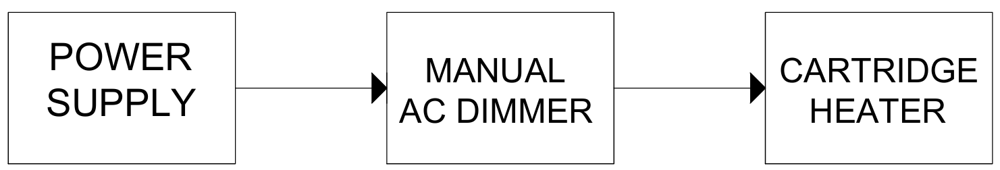 POWER
SUPPLY
MANUAL
AC DIMMER
CARTRIDGE
HEATER